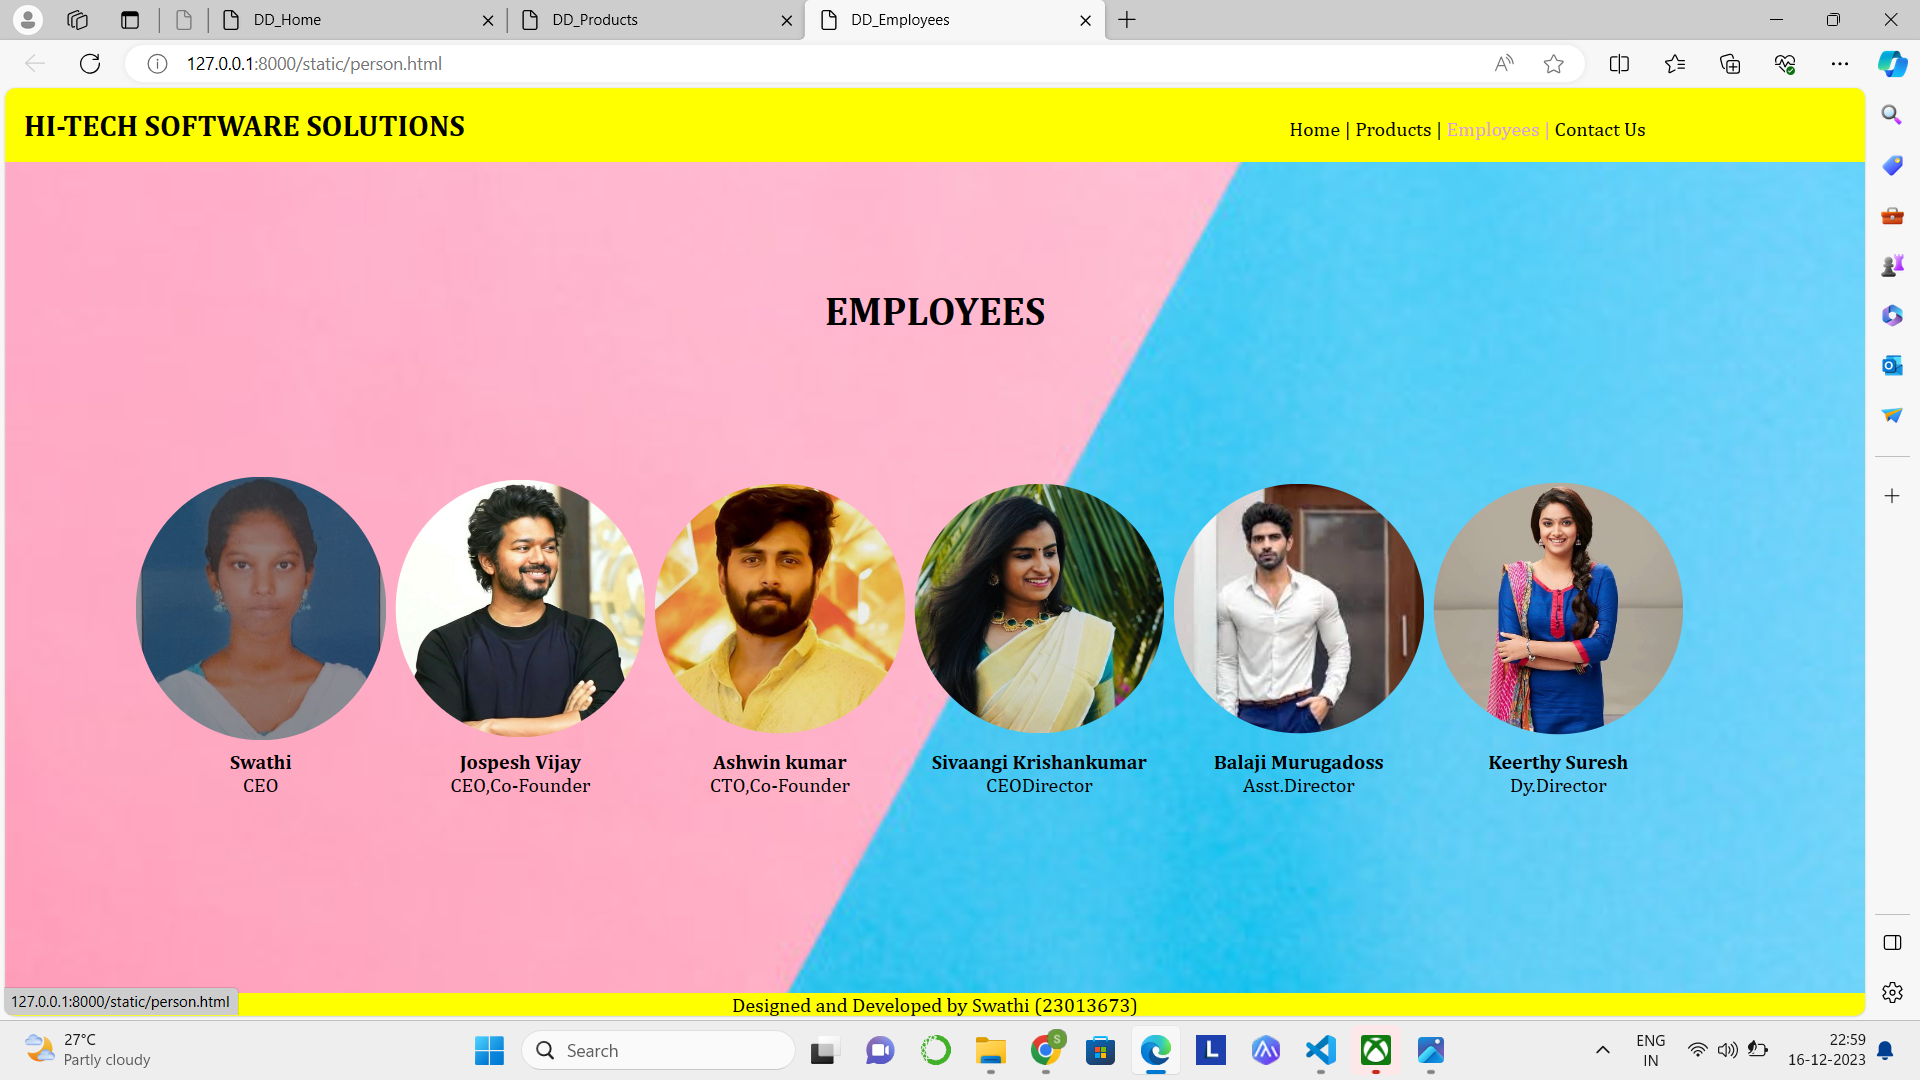 DD_Home
DD_Products
DD_Employees
127.0.0.1:8000/static/person.html
HI-TECH SOFTWARE SOLUTIONS
Home | Products | Employees | Contact Us
EMPLOYEES
Swathi
CEO
Jospesh Vijay
CEO,Co-Founder
Ashwin kumar
CTO,Co-Founder
Sivaangi Krishankumar
CEODirector
Balaji Murugadoss
Asst.Director
Keerthy Suresh
Dy.Director
127.0.0.1:8000/static/person.html
Designed and Developed by Swathi (23013673)
27°C
Partly cloudy
Search
S
L
ENG
IN
22:59
16-12-2023